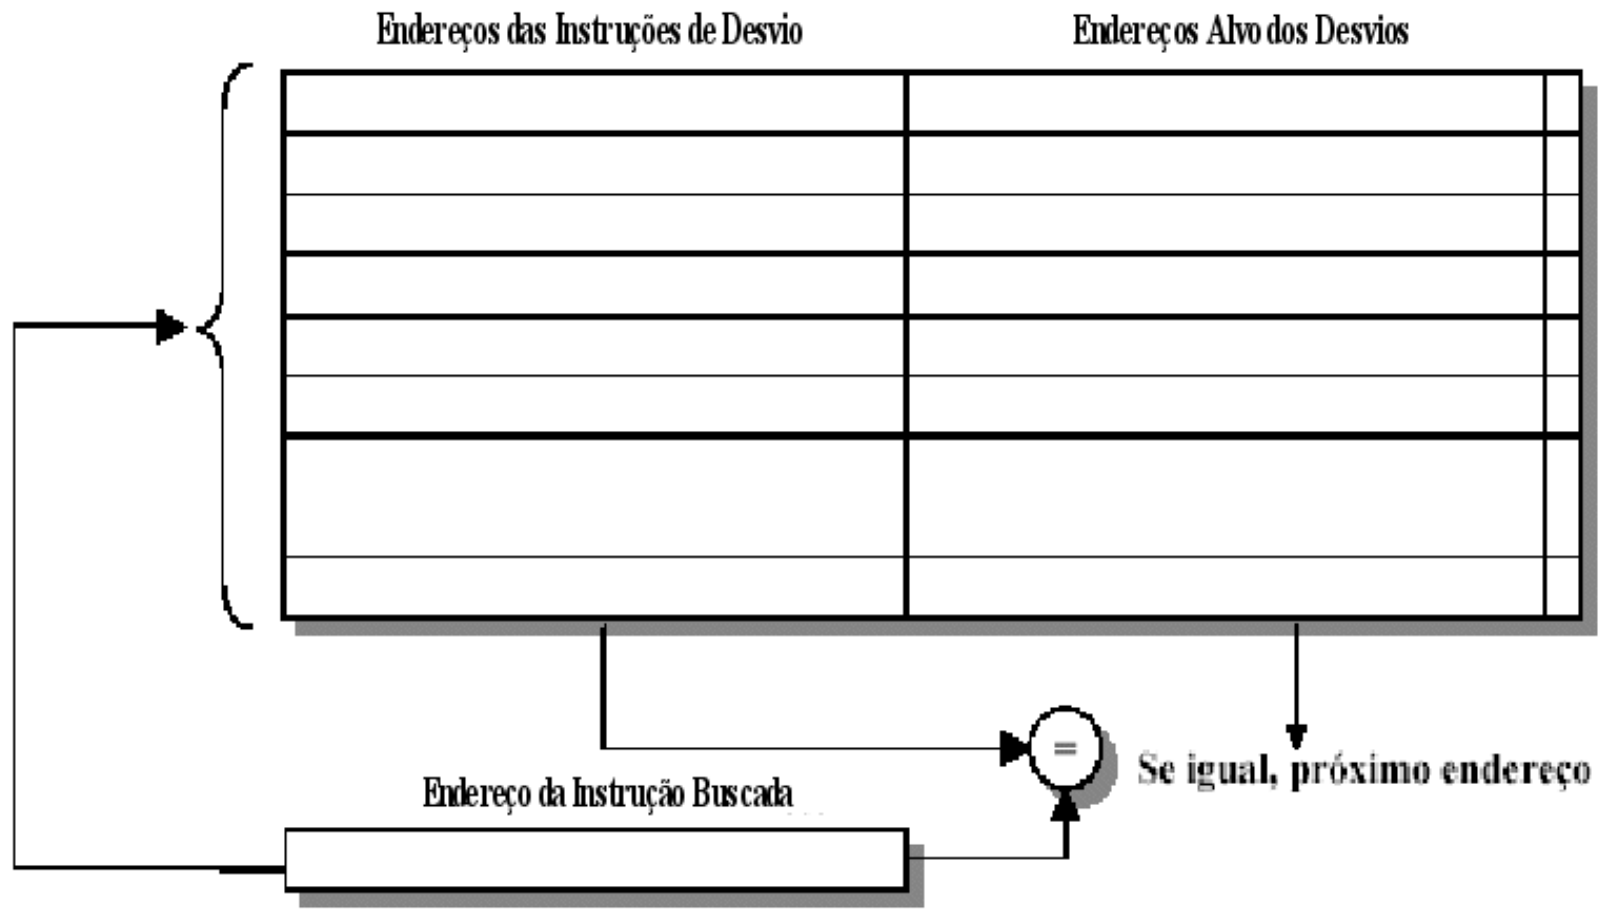 Endereços das Instruções de Desvio
Endereços Alvo dos Desvios
=
Se igual, próximo endereço
Endereço da Instrução Buscada